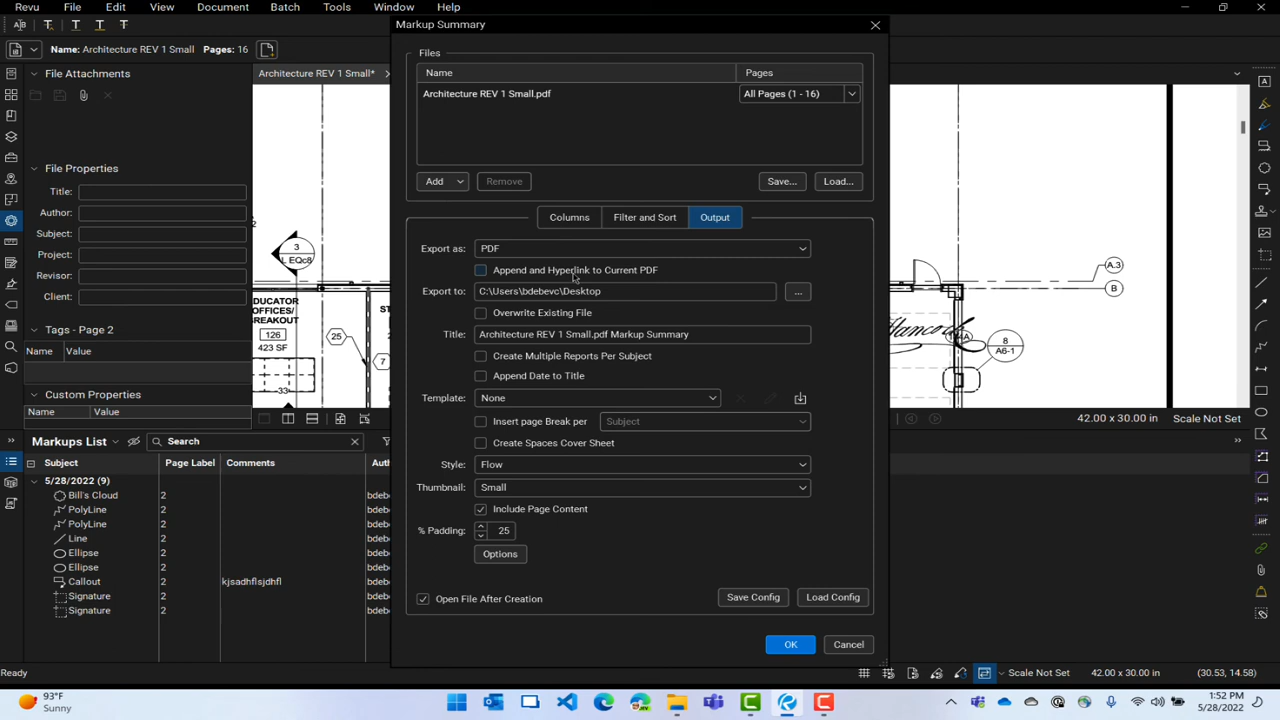 Revu File Edit View Document Batch Tools Window Help
Markup Summary
Name: Architecture REV 1 Small Pages: 16
File Attachments
Architecture REV 1 Small*
File Properties
Title:
Author:
Subject:
Project:
Revisor:
Client:
Tags - Page 2
Name Value
Custom Properties
Name Value
3
EQc8
EDUCATOR
OFFICES/
BREAKOUT
126
423 SF
33
25
7
Files
Name Pages
Architecture REV 1 Small.pdf All Pages (1 - 16)
Add Remove Save... Load...
Columns Filter and Sort Output
Export as: PDF
Append and Hyperlink to Current PDF
Export to: C:\Users\bdebevc\Desktop ...
Overwrite Existing File
Title: Architecture REV 1 Small.pdf Markup Summary
Create Multiple Reports Per Subject
Append Date to Title
Template: None
Insert page Break per Subject
Create Spaces Cover Sheet
Style: Flow
Thumbnail: Small
Include Page Content
% Padding: 25
Options
Open File After Creation Save Config Load Config
OK Cancel
A.3
B
Hancock
8
A6-1
42.00 x 30.00 in Scale Not Set
Markups List Search
Subject Page Label Comments
5/28/2022 (9)
Bill's Cloud 2
PolyLine 2
PolyLine 2
Line 2
Ellipse 2
Ellipse 2
Callout 2 kjsadhflsjdhfl
Signature 2
Signature 2
Ready
Scale Not Set 42.00 x 30.00 in (30.53, 14.58)
93°F
Sunny
1:52 PM
5/28/2022